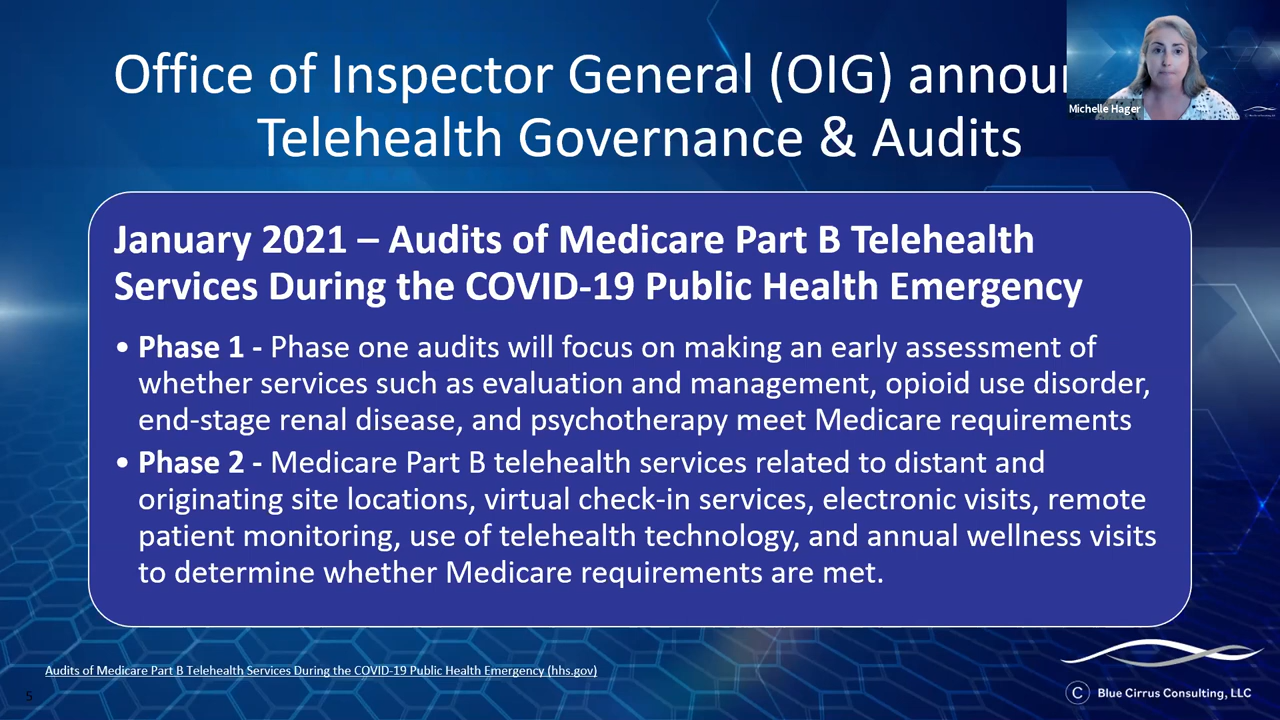 Office of Inspector General (OIG) announ
Telehealth Governance & Audits
Michelle Hager
January 2021 – Audits of Medicare Part B Telehealth
Services During the COVID-19 Public Health Emergency
• Phase 1 - Phase one audits will focus on making an early assessment of
whether services such as evaluation and management, opioid use disorder,
end-stage renal disease, and psychotherapy meet Medicare requirements
• Phase 2 - Medicare Part B telehealth services related to distant and
originating site locations, virtual check-in services, electronic visits, remote
patient monitoring, use of telehealth technology, and annual wellness visits
to determine whether Medicare requirements are met.
Audits of Medicare Part B Telehealth Services During the COVID-19 Public Health Emergency (hhs.gov)
5
© Blue Cirrus Consulting, LLC